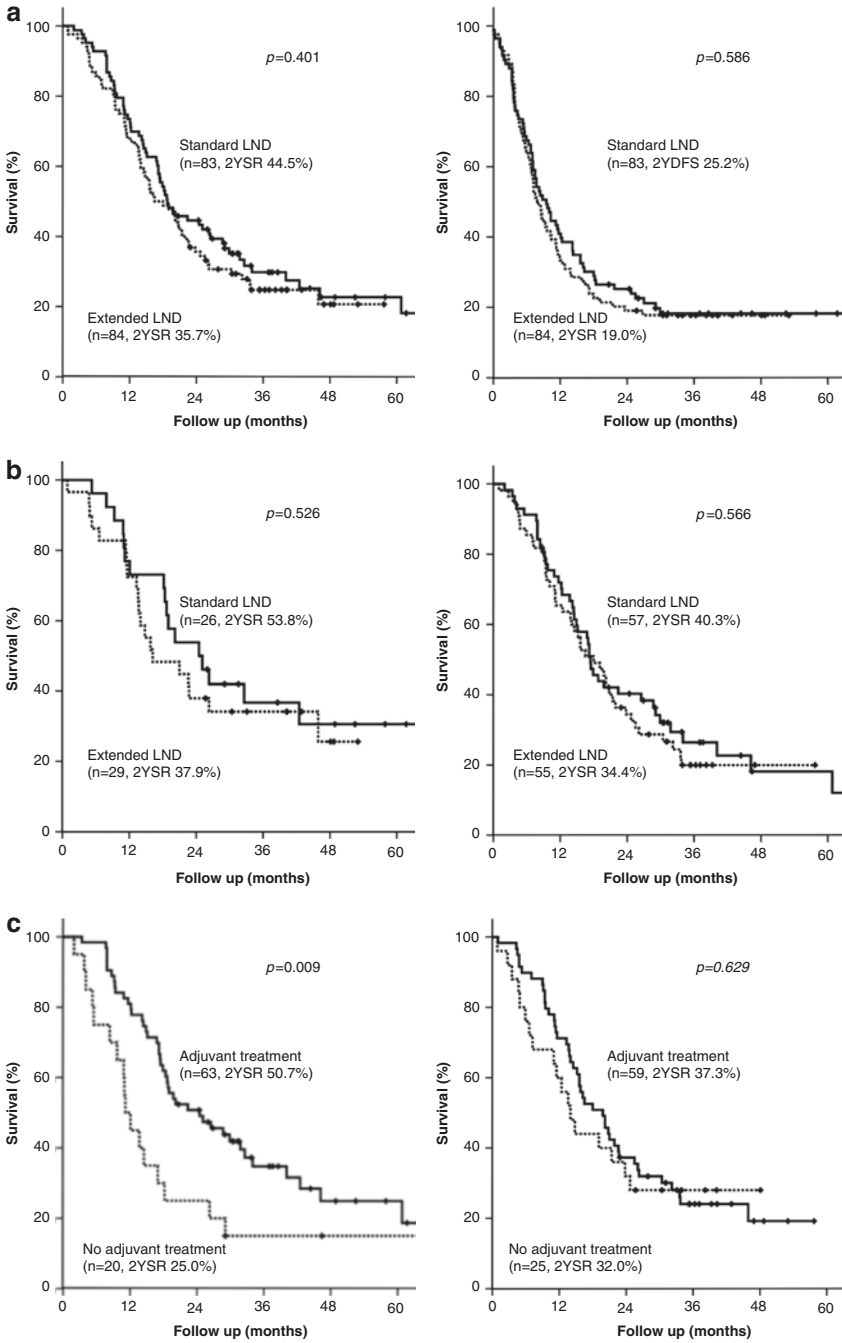 a
100
80
60
40
20
0
Survival (%)
p=0.401
Standard LND
(n=83, 2YSR 44.5%)
Extended LND
(n=84, 2YSR 35.7%)
0 12 24 36 48 60
Follow up (months)
100
80
60
40
20
0
Survival (%)
p=0.586
Standard LND
(n=83, 2YDFS 25.2%)
Extended LND
(n=84, 2YSR 19.0%)
0 12 24 36 48 60
Follow up (months)
b
100
80
60
40
20
0
Survival (%)
p=0.526
Standard LND
(n=26, 2YSR 53.8%)
Extended LND
(n=29, 2YSR 37.9%)
0 12 24 36 48 60
Follow up (months)
100
80
60
40
20
0
Survival (%)
p=0.566
Standard LND
(n=57, 2YSR 40.3%)
Extended LND
(n=55, 2YSR 34.4%)
0 12 24 36 48 60
Follow up (months)
c
100
80
60
40
20
0
Survival (%)
p=0.009
Adjuvant treatment
(n=63, 2YSR 50.7%)
No adjuvant treatment
(n=20, 2YSR 25.0%)
0 12 24 36 48 60
Follow up (months)
100
80
60
40
20
0
Survival (%)
p=0.629
Adjuvant treatment
(n=59, 2YSR 37.3%)
No adjuvant treatment
(n=25, 2YSR 32.0%)
0 12 24 36 48 60
Follow up (months)